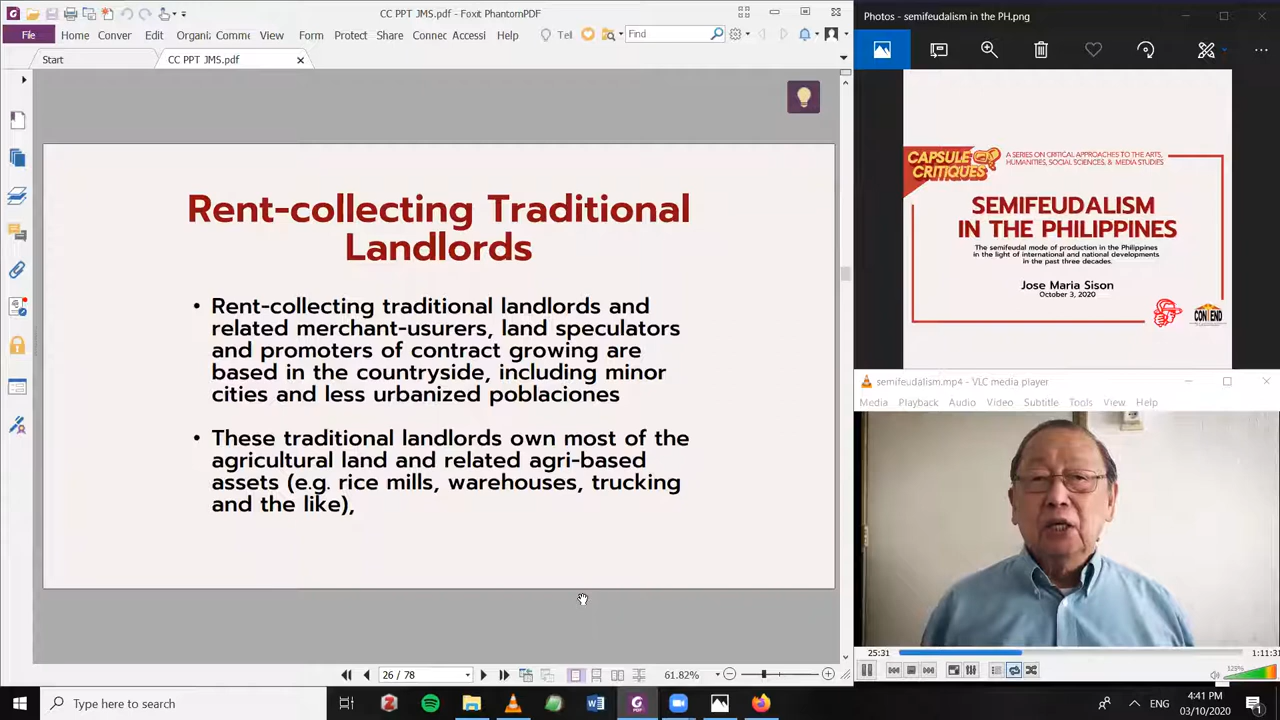 CC PPT JMS.pdf - Foxit PhantomPDF
File Home Conver Edit Organi: Comme View Form Protect Share Connec Accessi Help Tel Find
Start CC PPT JMS.pdf
Rent-collecting Traditional
Landlords
• Rent-collecting traditional landlords and
related merchant-usurers, land speculators
and promoters of contract growing are
based in the countryside, including minor
cities and less urbanized poblaciones
• These traditional landlords own most of the
agricultural land and related agri-based
assets (e.g. rice mills, warehouses, trucking
and the like),
26 / 78 61.82%
Photos - semifeudalism in the PH.png
CAPSULE
CRITIQUES
A SERIES ON CRITICAL APPROACHES TO THE ARTS,
HUMANITIES, SOCIAL SCIENCES, & MEDIA STUDIES
SEMIFEUDALISM
IN THE PHILIPPINES
The semifeudal mode of production in the Philippines
in the light of international and national developments
in the past three decades.
Jose Maria Sison
October 3, 2020
CONTEND
semifeudalism.mp4 - VLC media player
Media Playback Audio Video Subtitle Tools View Help
25:31 1:11:31
123%
Type here to search
ENG
4:41 PM
03/10/2020